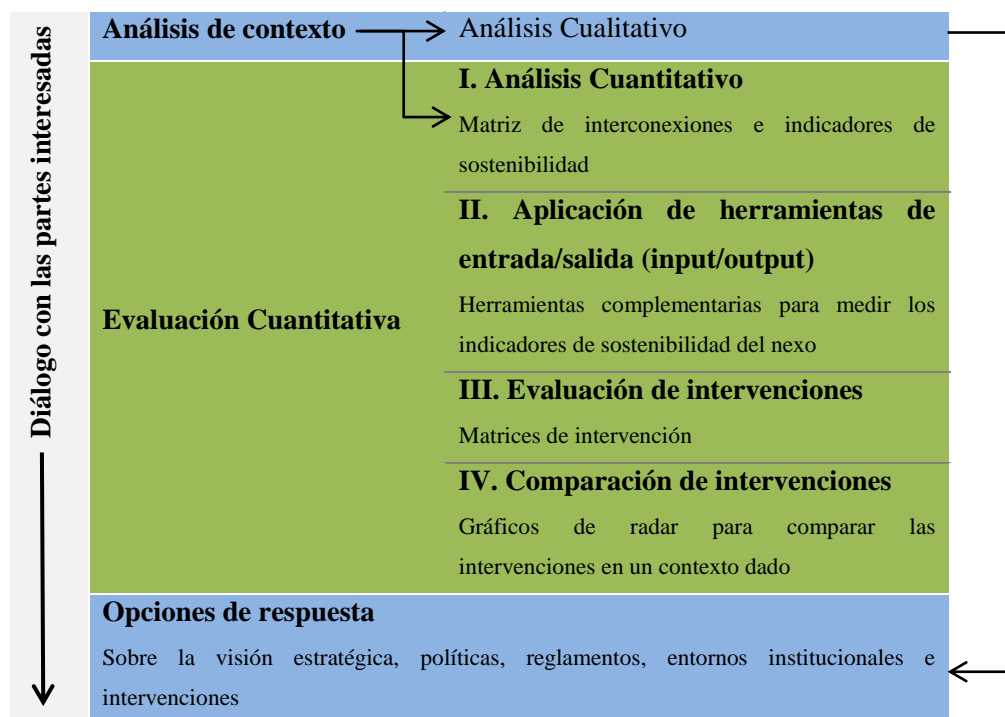 Diálogo con las partes interesadas
Análisis de contexto
Análisis Cualitativo
Evaluación Cuantitativa
I. Análisis Cuantitativo
Matriz de interconexiones e indicadores de
sostenibilidad
II. Aplicación de herramientas de
entrada/salida (input/output)
Herramientas complementarias para medir los
indicadores de sostenibilidad del nexo
III. Evaluación de intervenciones
Matrices de intervención
IV. Comparación de intervenciones
Gráficos de radar para comparar las
intervenciones en un contexto dado
Opciones de respuesta
Sobre la visión estratégica, políticas, reglamentos, entornos institucionales e
intervenciones